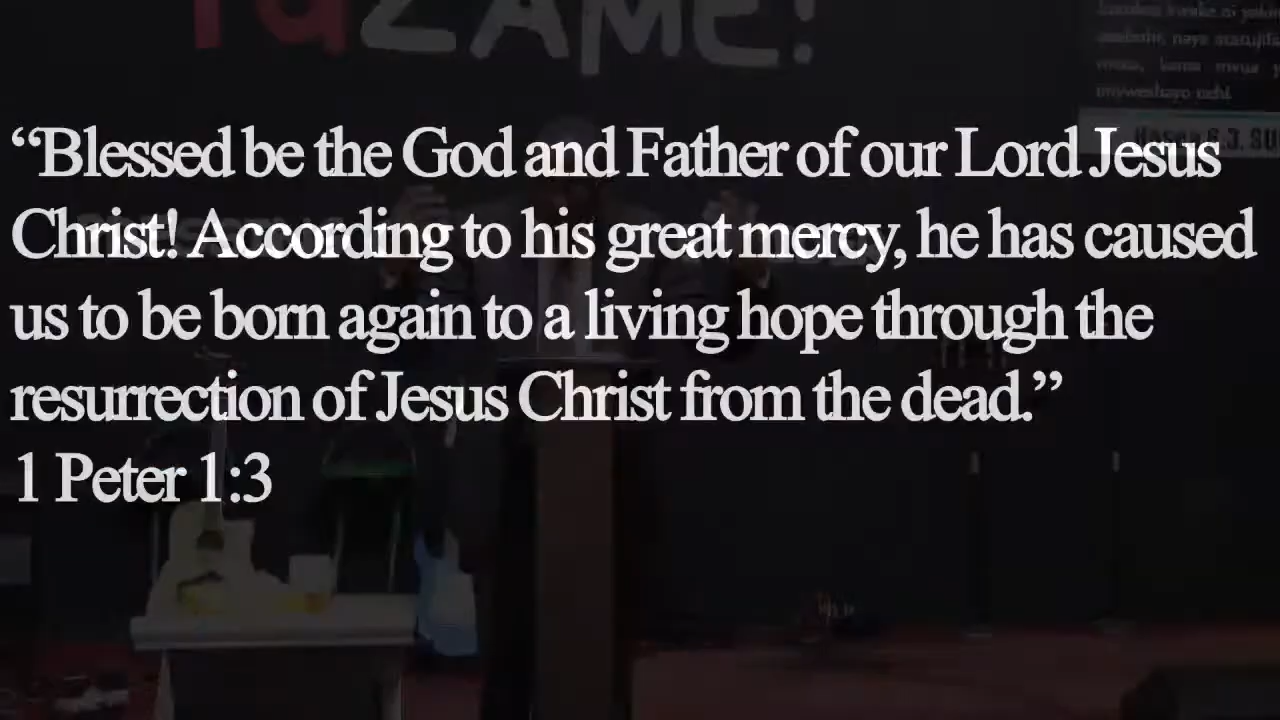 TaZAME!
“Blessed be the God and Father of our Lord Jesus
Christ! According to his great mercy, he has caused
us to be born again to a living hope through the
resurrection of Jesus Christ from the dead.”
1 Peter 1:3